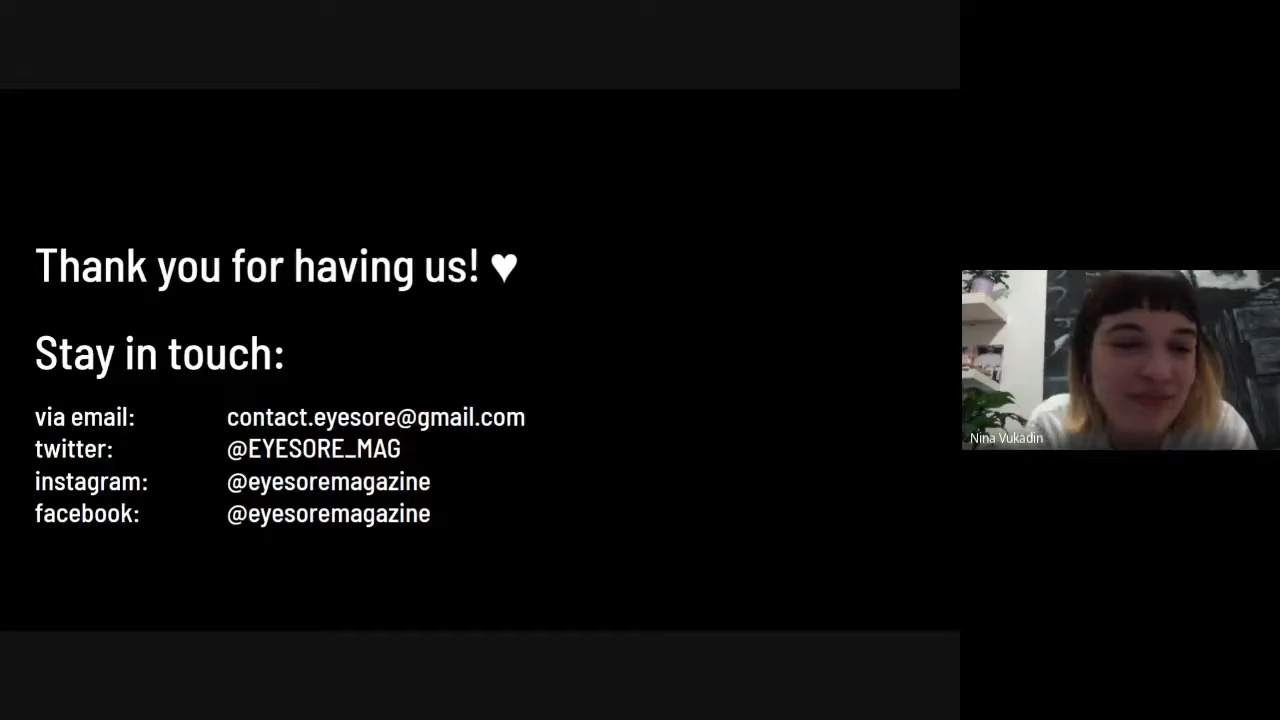 Thank you for having us! ♥
Stay in touch:
via email: contact.eyesore@gmail.com
twitter: @EYESORE_MAG
instagram: @eyesoremagazine
facebook: @eyesoremagazine
Nina Vukadin